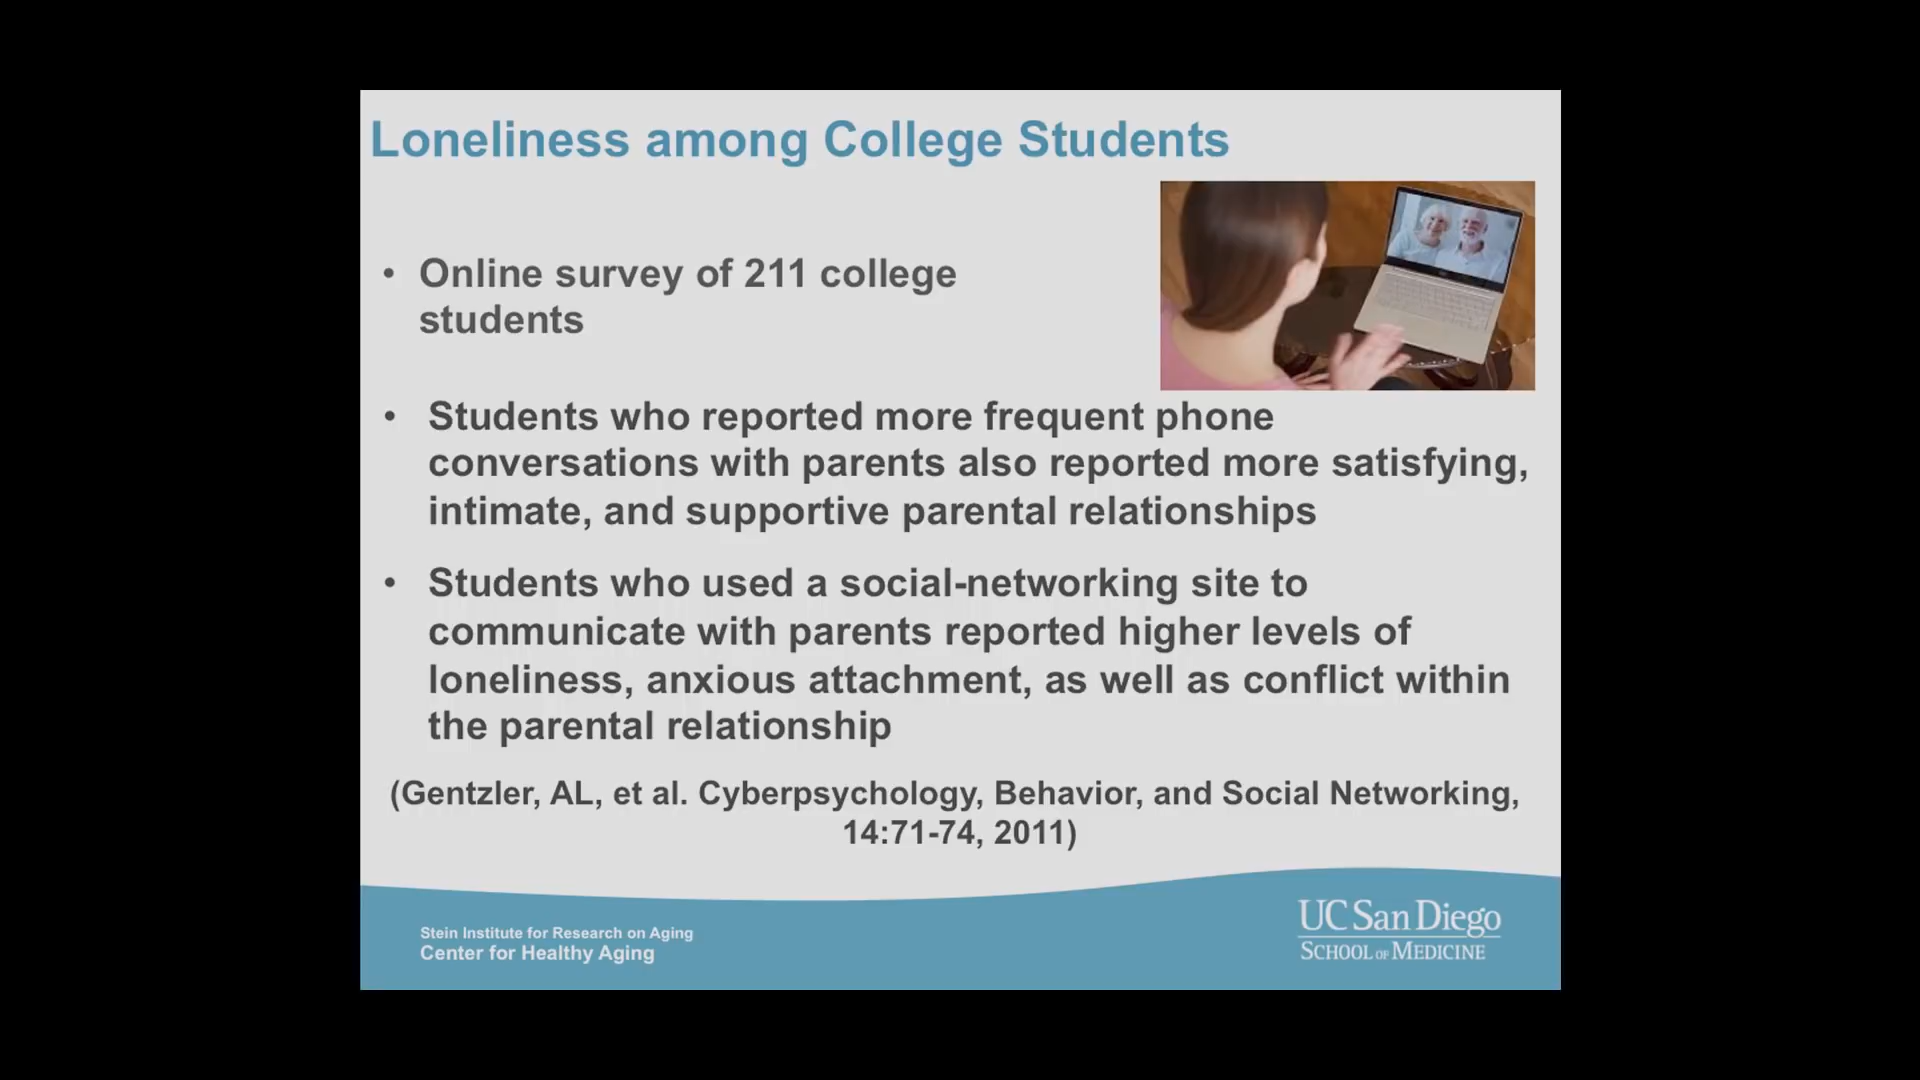 Loneliness among College Students
• Online survey of 211 college
students
• Students who reported more frequent phone
conversations with parents also reported more satisfying,
intimate, and supportive parental relationships
• Students who used a social-networking site to
communicate with parents reported higher levels of
loneliness, anxious attachment, as well as conflict within
the parental relationship
(Gentzler, AL, et al. Cyberpsychology, Behavior, and Social Networking,
14:71-74, 2011)
Stein Institute for Research on Aging
Center for Healthy Aging
UC San Diego
SCHOOL OF MEDICINE